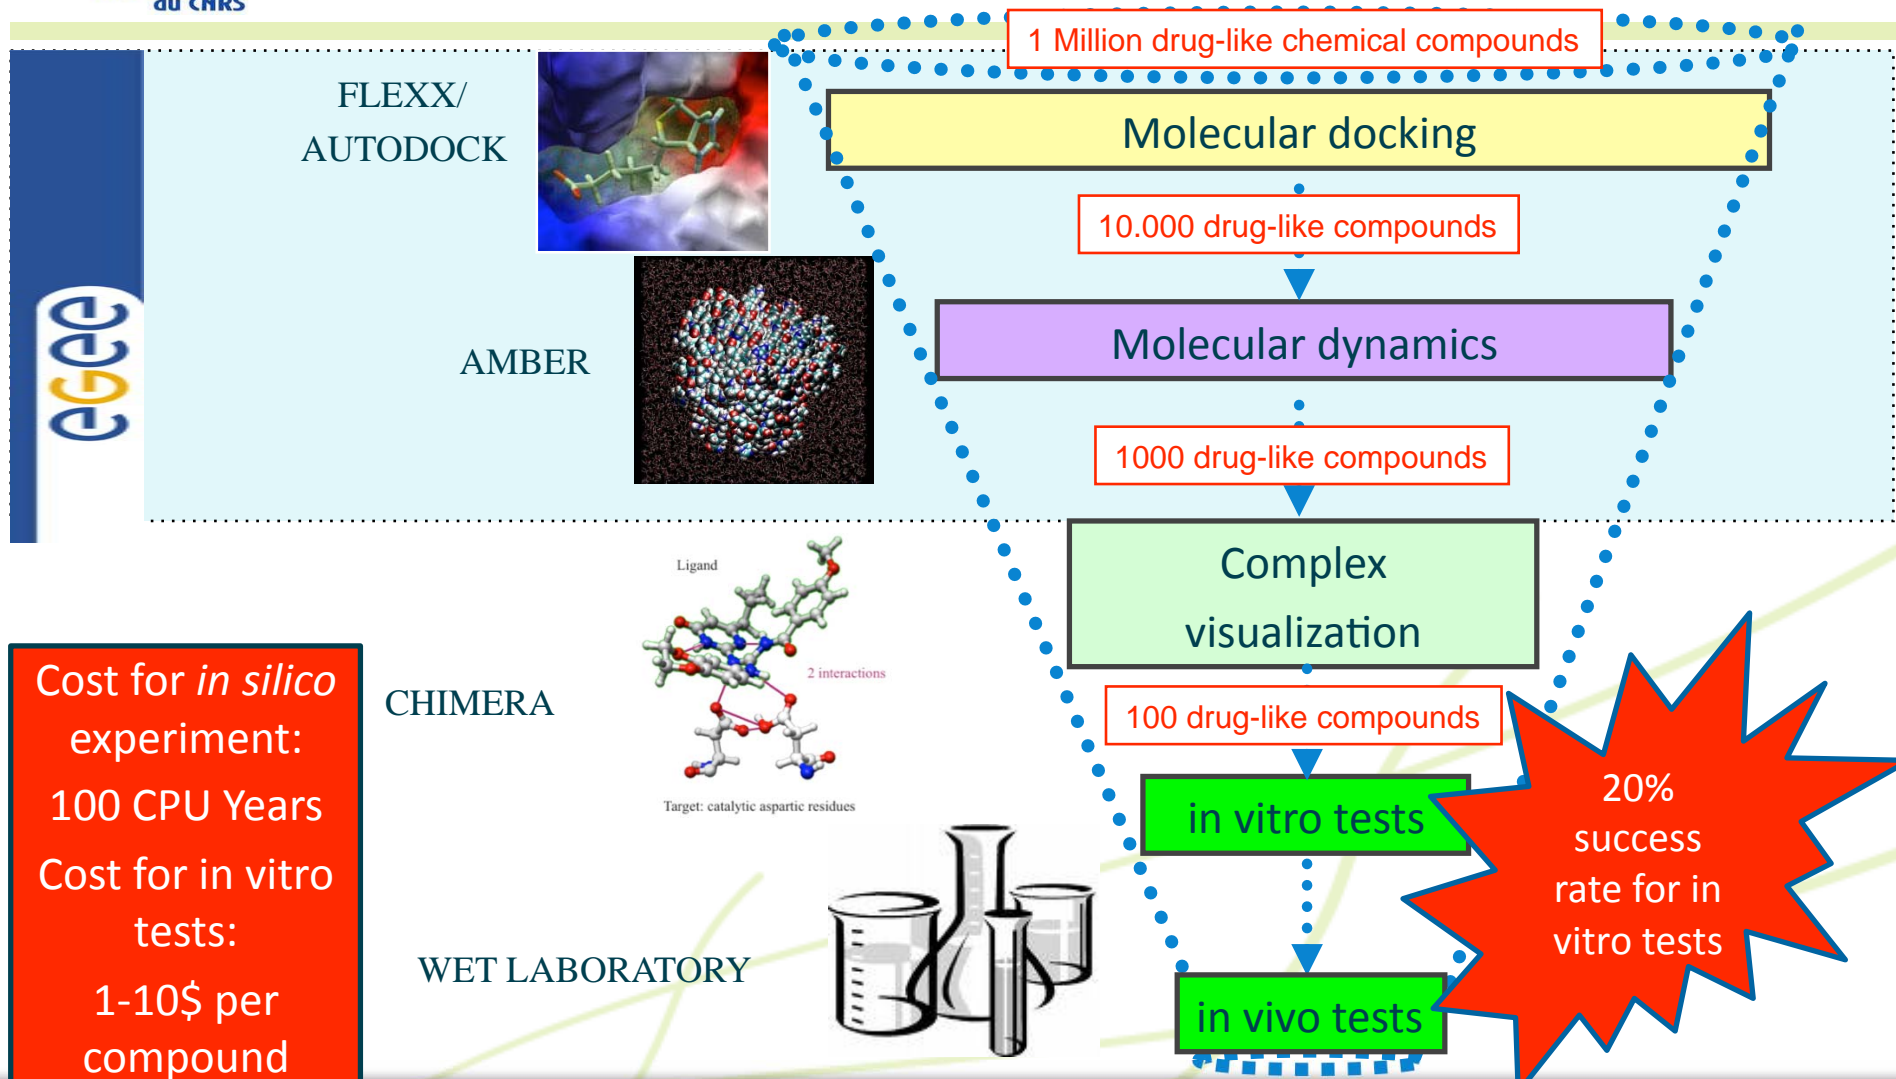 du CNRS
1 Million drug-like chemical compounds
FLEXX/
AUTODOCK
Molecular docking
10.000 drug-like compounds
eGee
AMBER
Molecular dynamics
1000 drug-like compounds
Complex
visualization
Ligand
2 interactions
Target: catalytic aspartic residues
CHIMERA
100 drug-like compounds
Cost for in silico
experiment:
100 CPU Years
Cost for in vitro
tests:
1-10$ per
compound
in vitro tests
20%
success
rate for in
vitro tests
WET LABORATORY
in vivo tests